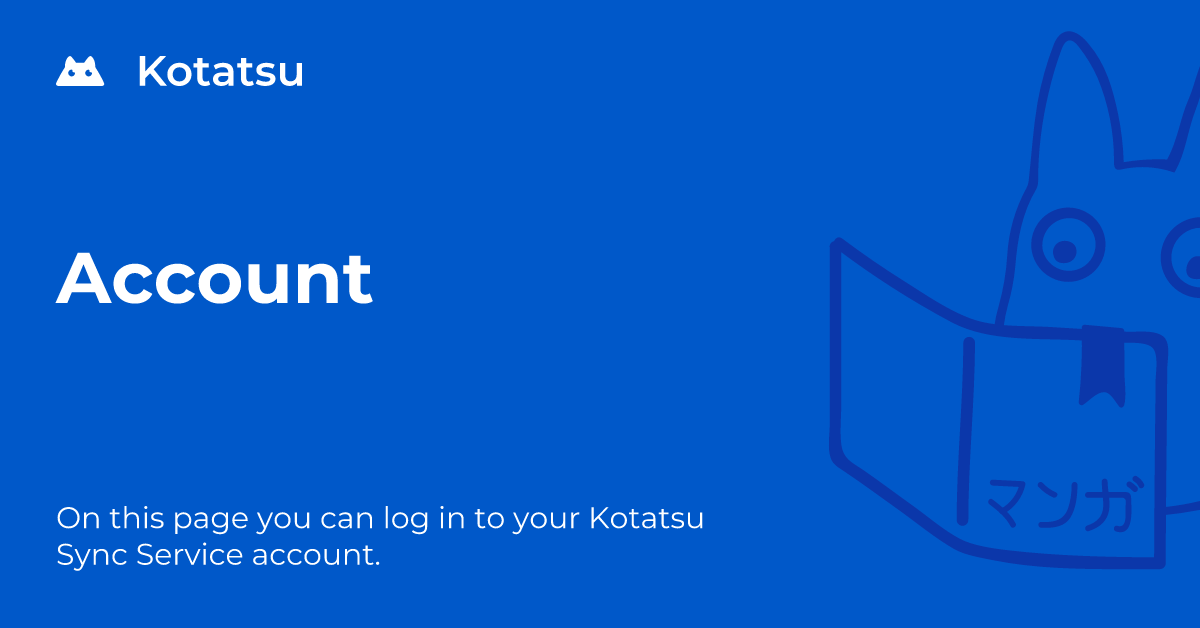 Kotatsu
Account
On this page you can log in to your Kotatsu
Sync Service account.
マンガ